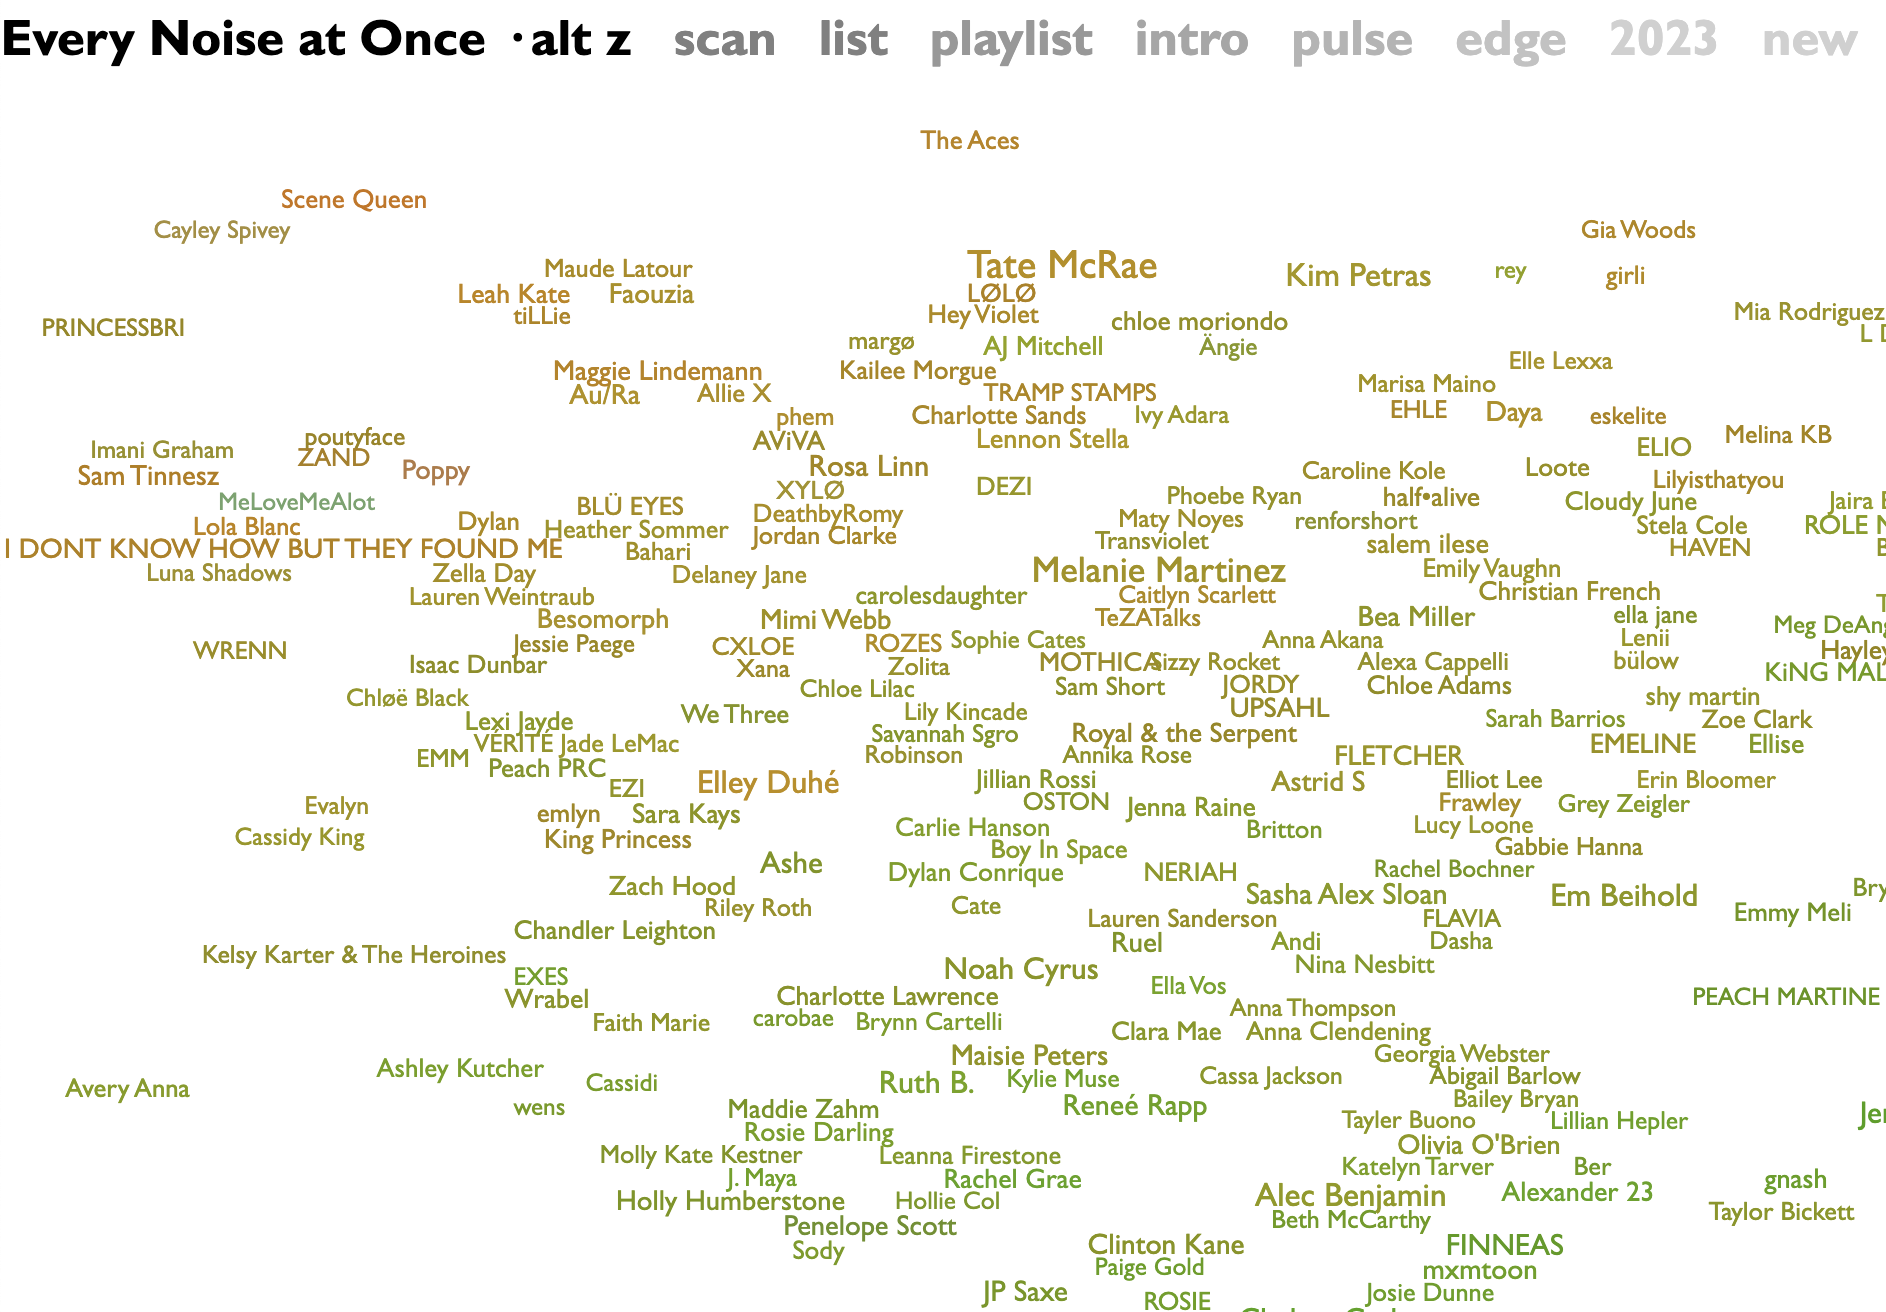 Every Noise at Once · alt z scan list playlist intro pulse edge 2023 new
The Aces
Scene Queen
Cayley Spivey
Gia Woods
Tate McRae
Maude Latour
Kim Petras
rey
girli
Leah Kate
Faouzia
LØLØ
tiLLie
Hey Violet
Mia Rodriguez
PRINCESSBRI
chloe moriondo
L
margø
AJ Mitchell
Ängie
Elle Lexxa
Maggie Lindemann
Kailee Morgue
Marisa Maino
Au/Ra
Allie X
TRAMP STAMPS
EHLE
Daya
phem
Charlotte Sands
Ivy Adara
eskelite
poutyface
AViVA
Lennon Stella
Melina KB
Imani Graham
ZAND
ELIO
Sam Tinnesz
Poppy
Rosa Linn
Caroline Kole
Loote
XYLØ
DEZI
Lilyisthatyou
MeLoveMeAlot
BLÜ EYES
Phoebe Ryan
half•alive
Cloudy June
Jaira
Lola Blanc
Dylan
DeathbyRomy
Maty Noyes
renforshort
Stela Cole
ROLE
Heather Sommer
Jordan Clarke
I DONT KNOW HOW BUT THEY FOUND ME
Bahari
Transviolet
salem ilese
HAVEN
Luna Shadows
Zella Day
Delaney Jane
Melanie Martinez
Emily Vaughn
Lauren Weintraub
carolesdaughter
Caitlyn Scarlett
Christian French
Besomorph
Mimi Webb
TeZATalks
Bea Miller
ella jane
Meg
WRENN
Jessie Paege
CXLOE
ROZES
Sophie Cates
Anna Akana
Lenii
Hayley
Isaac Dunbar
Xana
Zolita
MOTHICA
Sizzy Rocket
Alexa Cappelli
bülow
KiNG
Chløë Black
Chloe Lilac
Sam Short
JORDY
Chloe Adams
shy martin
Lexi Jayde
We Three
Lily Kincade
UPSAHL
Sarah Barrios
Zoe Clark
VÉRITÉ
Jade LeMac
Savannah Sgro
Royal & the Serpent
EMELINE
Ellise
EMM
Peach PRC
Robinson
Annika Rose
FLETCHER
EZI
Elley Duhé
Jillian Rossi
Astrid S
Elliot Lee
Erin Bloomer
Evalyn
emlyn
Sara Kays
OSTON
Jenna Raine
Frawley
Grey Zeigler
Cassidy King
King Princess
Carlie Hanson
Britton
Lucy Loone
Ashe
Boy In Space
Gabbie Hanna
Dylan Conrique
NERIAH
Rachel Bochner
Zach Hood
Sasha Alex Sloan
Em Beihold
Bry
Riley Roth
Cate
Lauren Sanderson
FLAVIA
Emmy Meli
Chandler Leighton
Ruel
Andi
Dasha
Kelsy Karter & The Heroines
Noah Cyrus
Nina Nesbitt
EXES
Ella Vos
Wrabel
Charlotte Lawrence
Anna Thompson
PEACH MARTINE
Faith Marie
carobae
Brynn Cartelli
Clara Mae
Anna Clendening
Maisie Peters
Georgia Webster
Ashley Kutcher
Cassidi
Ruth B.
Kylie Muse
Cassa Jackson
Abigail Barlow
Avery Anna
wens
Maddie Zahm
Reneé Rapp
Bailey Bryan
Rosie Darling
Tayler Buono
Lillian Hepler
Molly Kate Kestner
Leanna Firestone
Olivia O'Brien
J. Maya
Rachel Grae
Katelyn Tarver
Ber
gnash
Holly Humberstone
Hollie Col
Alec Benjamin
Alexander 23
Penelope Scott
Beth McCarthy
Taylor Bickett
Sody
Clinton Kane
FINNEAS
Paige Gold
mxmtoon
JP Saxe
ROSIE
Josie Dunne